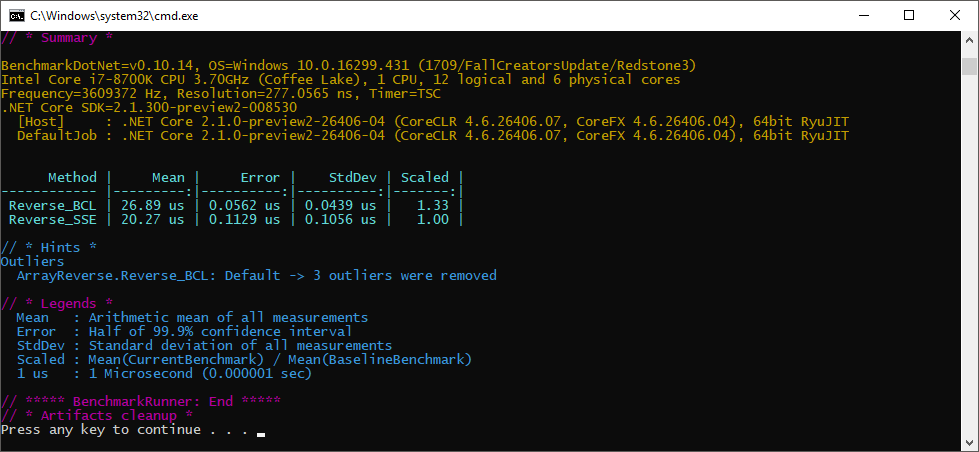 C:\Windows\system32\cmd.exe
// * Summary *
BenchmarkDotNet=v0.10.14, OS=Windows 10.0.16299.431 (1709/FallCreatorsUpdate/Redstone3)
Intel Core i7-8700K CPU 3.70GHz (Coffee Lake), 1 CPU, 12 logical and 6 physical cores
Frequency=3609372 Hz, Resolution=277.0565 ns, Timer=TSC
.NET Core SDK=2.1.300-preview2-008530
  [Host]     : .NET Core 2.1.0-preview2-26406-04 (CoreCLR 4.6.26406.07, CoreFX 4.6.26406.04), 64bit RyuJIT
  DefaultJob : .NET Core 2.1.0-preview2-26406-04 (CoreCLR 4.6.26406.07, CoreFX 4.6.26406.04), 64bit RyuJIT
      Method |     Mean |     Error |    StdDev | Scaled |
------------ |---------:|----------:|----------:|-------:|
 Reverse_BCL | 26.89 us | 0.0562 us | 0.0439 us |   1.33 |
 Reverse_SSE | 20.27 us | 0.1129 us | 0.1056 us |   1.00 |
// * Hints *
Outliers
  ArrayReverse.Reverse_BCL: Default -> 3 outliers were removed
// * Legends *
  Mean   : Arithmetic mean of all measurements
  Error  : Half of 99.9% confidence interval
  StdDev : Standard deviation of all measurements
  Scaled : Mean(CurrentBenchmark) / Mean(BaselineBenchmark)
  1 us   : 1 Microsecond (0.000001 sec)
// ***** BenchmarkRunner: End *****
// * Artifacts cleanup *
Press any key to continue . . .